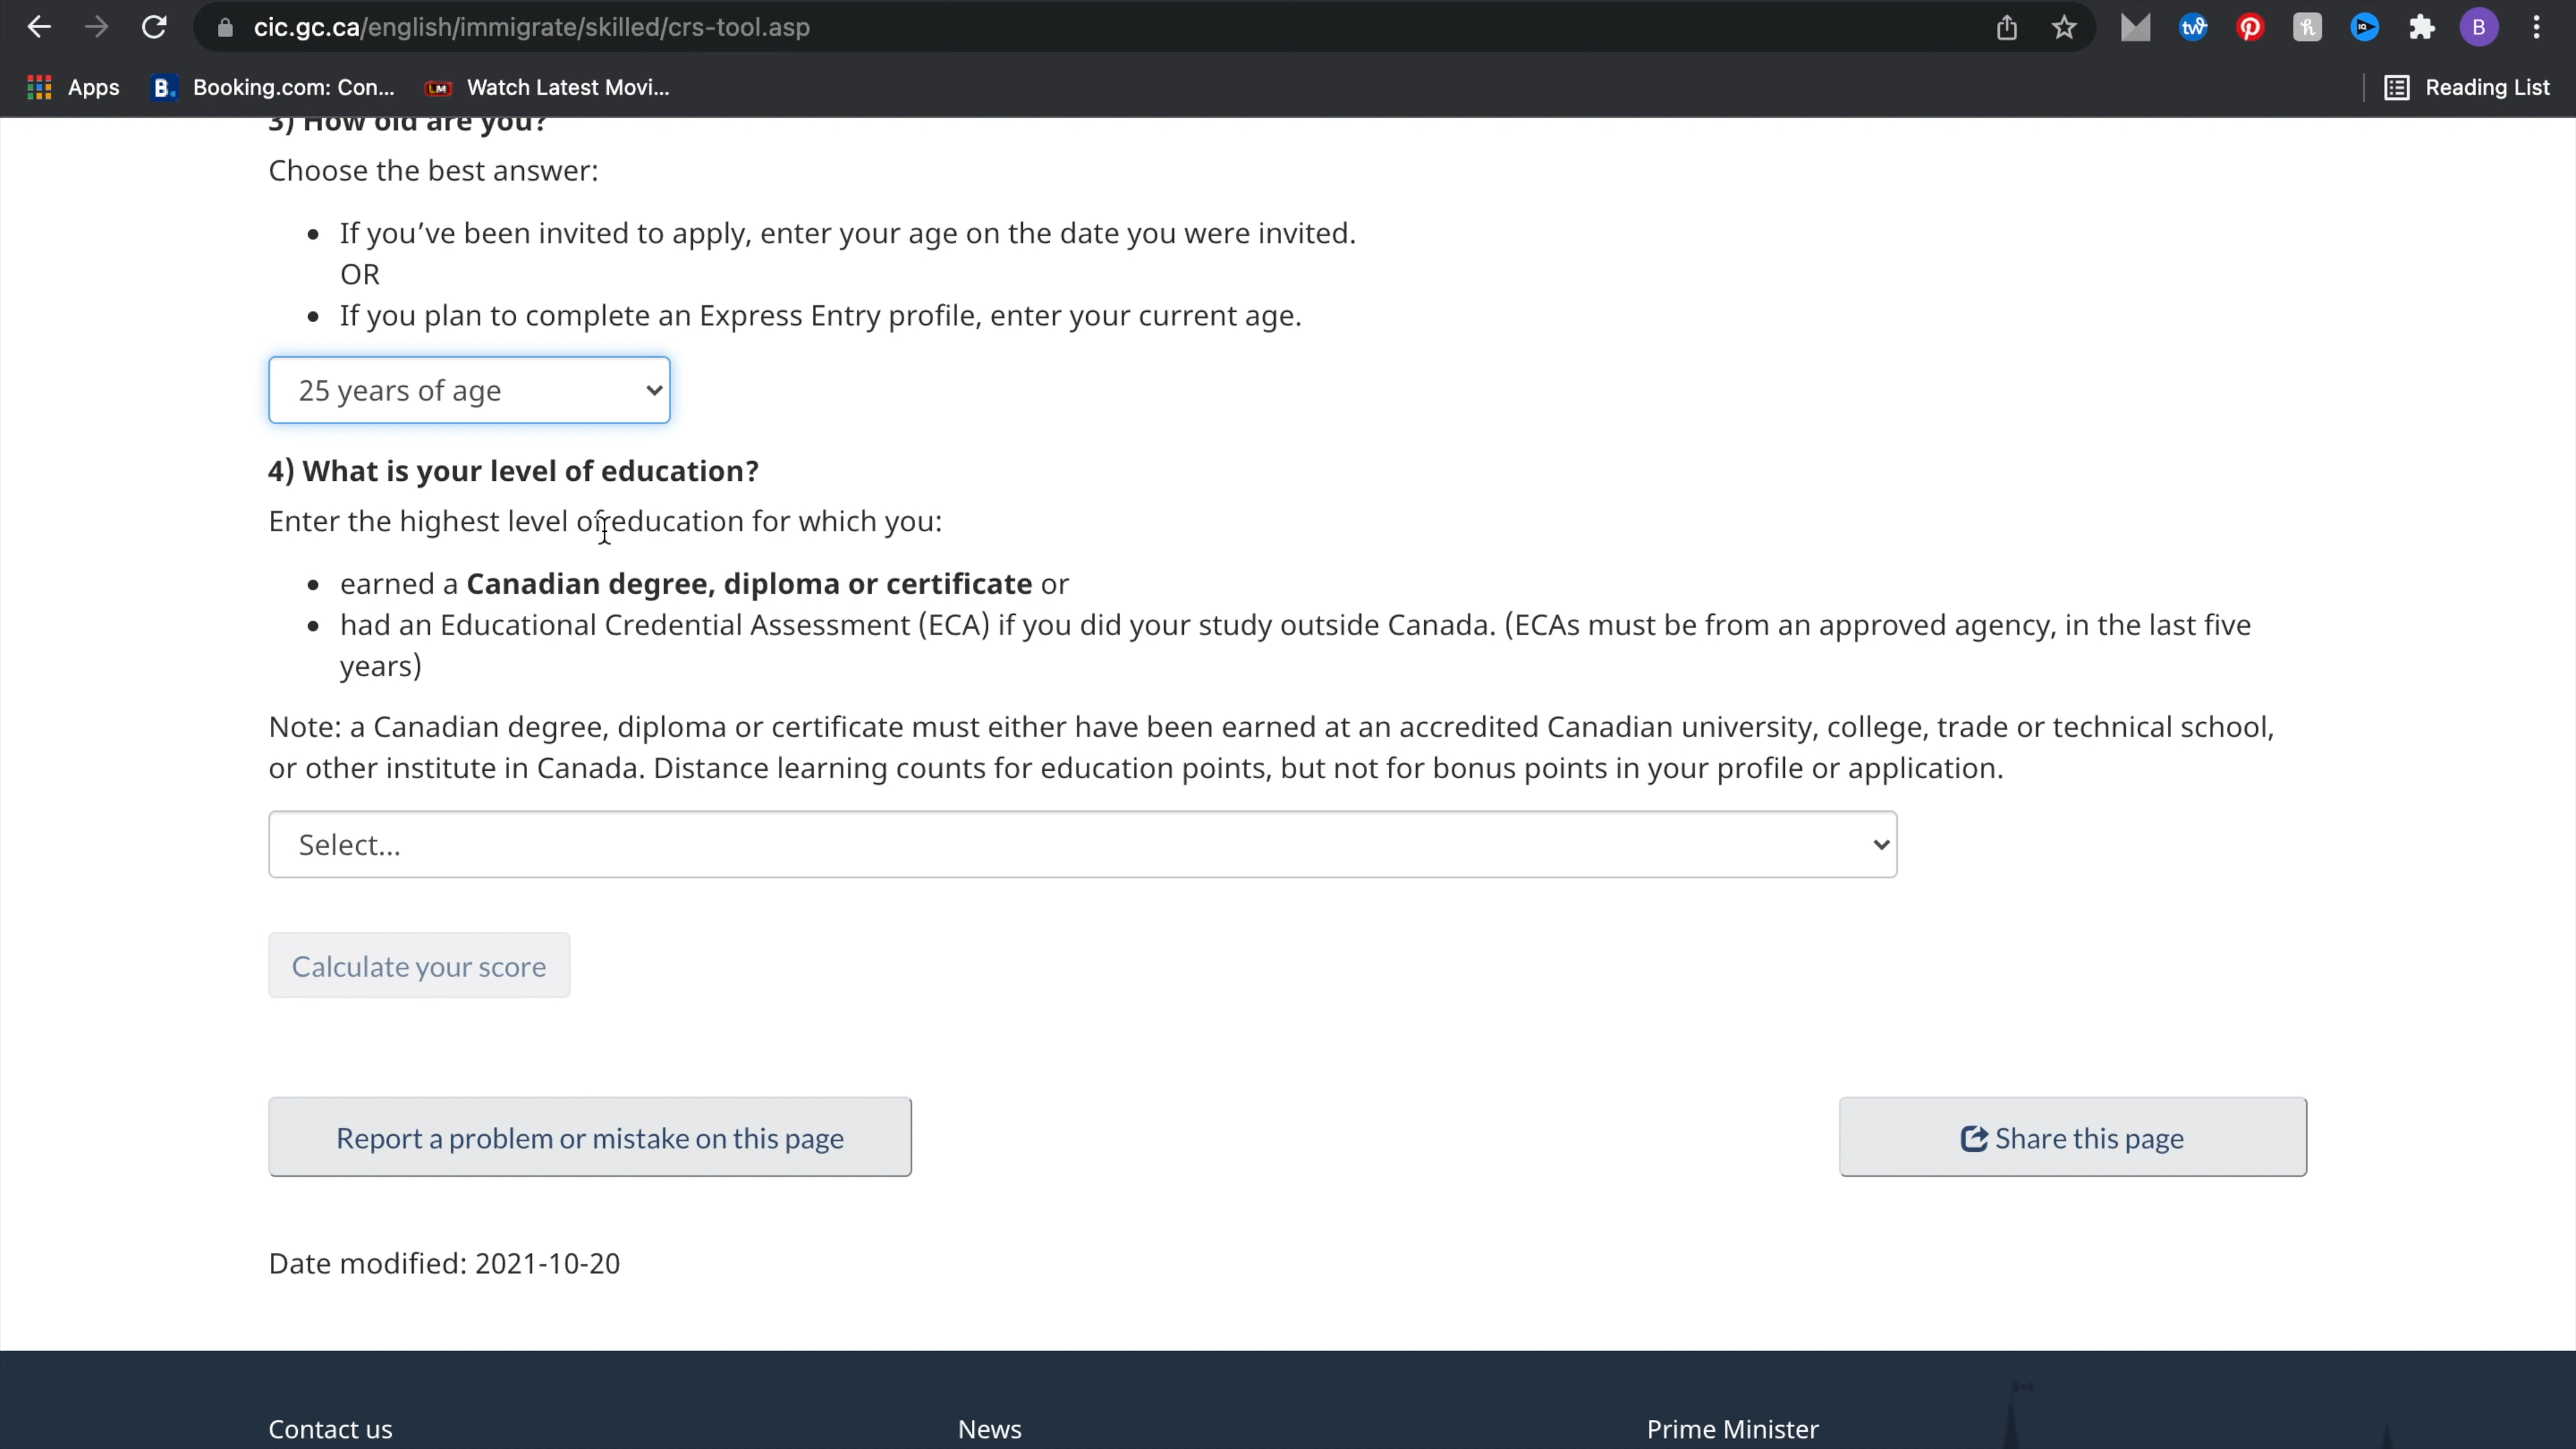 cic.gc.ca/english/immigrate/skilled/crs-tool.asp
B
Apps
B.
Booking.com: Con...
LM
Watch Latest Movi...
Reading List
3) How old are you?
Choose the best answer:
If you’ve been invited to apply, enter your age on the date you were invited.
OR
If you plan to complete an Express Entry profile, enter your current age.
25 years of age
4) What is your level of education?
Enter the highest level of education for which you:
earned a Canadian degree, diploma or certificate or
had an Educational Credential Assessment (ECA) if you did your study outside Canada. (ECAs must be from an approved agency, in the last five
years)
Note: a Canadian degree, diploma or certificate must either have been earned at an accredited Canadian university, college, trade or technical school,
or other institute in Canada. Distance learning counts for education points, but not for bonus points in your profile or application.
Select...
Calculate your score
Report a problem or mistake on this page
Share this page
Date modified: 2021-10-20
Contact us
News
Prime Minister